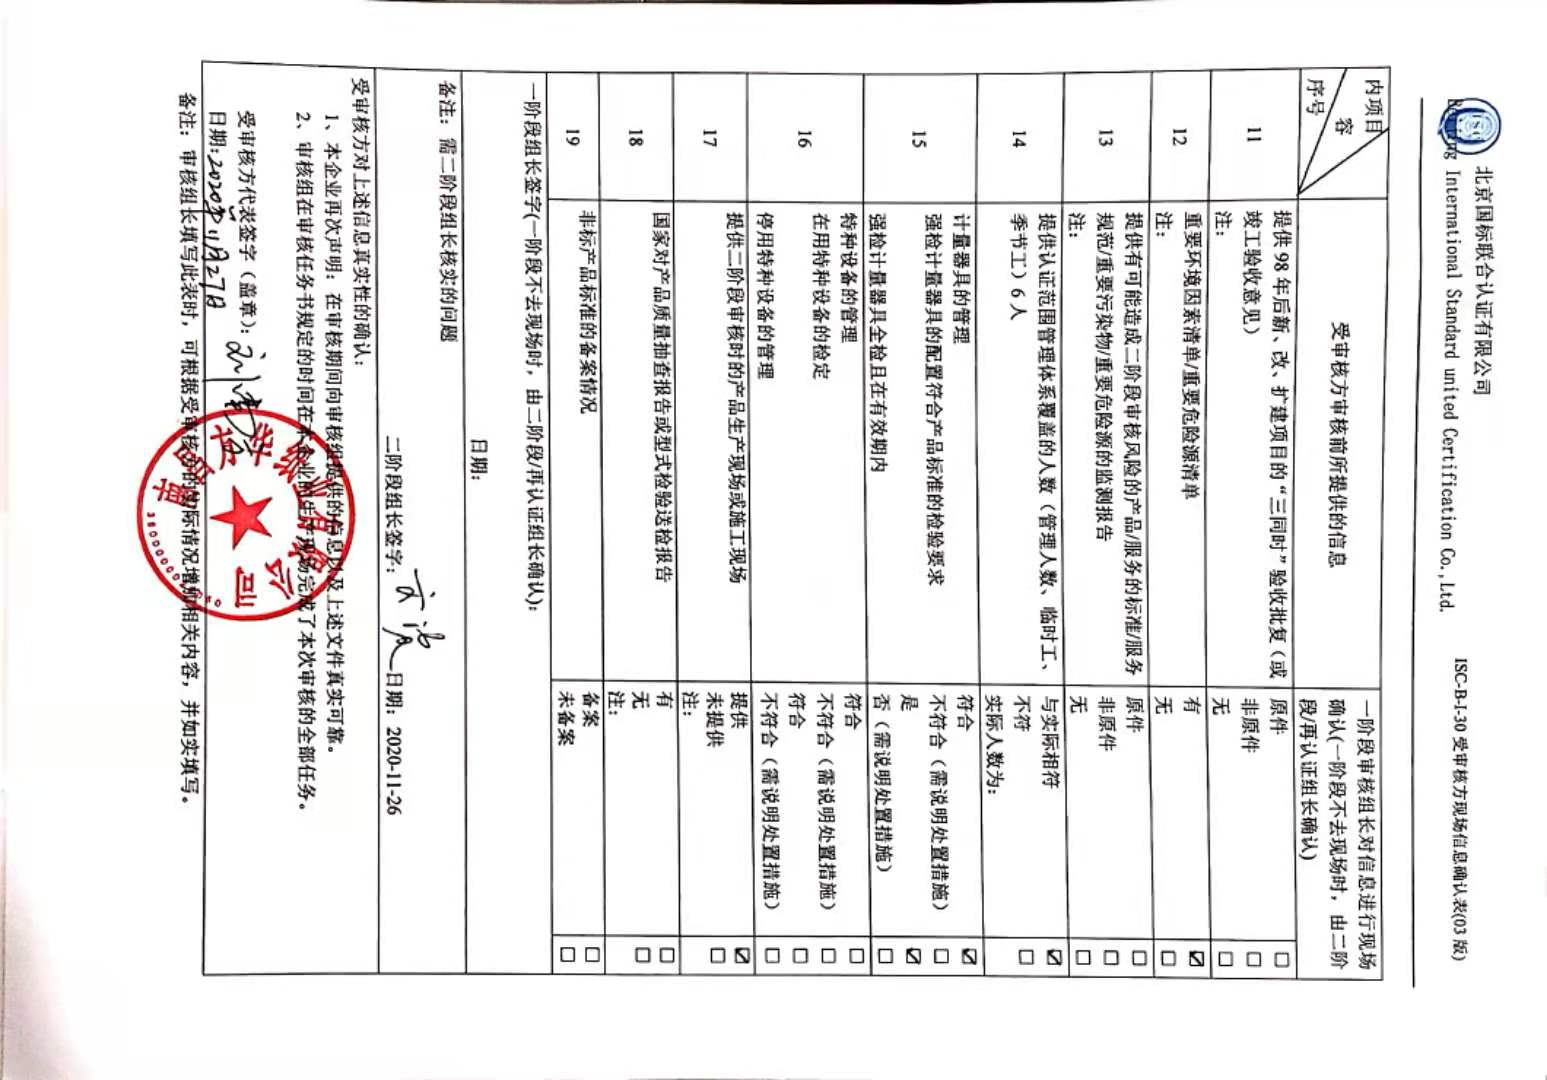 北京国标联合认证有限公司
International Standard united Certification Co.,Ltd.
ISC-B-I-30 受审核方现场信息确认表(03 版)
内容
项目
序号
受审核方审核前所提供的信息
一阶段审核组长对信息进行现场
确认(一阶段不去现场时，由二阶
段/再认证组长确认)
11
提供 98 年后新、改、扩建项目的“三同时”验收批复（或
竣工验收意见）
注：
原件 □
非原件 □
无 □
12
重要环境因素清单/重要危险源清单
注：
有 ☑
无 □
13
提供有可能造成二阶段审核风险的产品/服务的标准/服务
规范/重要污染物/重要危险源的监测报告
注：
原件 □
非原件 □
无 □
14
提供认证范围管理体系覆盖的人数（管理人数、临时工、
季节工）6 人
与实际相符 ☑
不符 □
实际人数为：
15
计量器具的管理
强检计量器具的配置符合产品标准的检验要求
强检计量器具全检且在有效期内
符合 ☑
不符合（需说明处置措施） □
是 ☑
否（需说明处置措施） □
16
特种设备的管理
在用特种设备的检定
停用特种设备的管理
符合 □
不符合（需说明处置措施） □
符合 □
不符合（需说明处置措施） □
17
提供二阶段审核时的产品生产现场或施工现场
提供 ☑
未提供 □
注：
18
国家对产品质量抽查报告或型式检验送检报告
有 □
无 □
注：
19
非标产品标准的备案情况
备案 □
未备案 □
一阶段组长签字(一阶段不去现场时，由二阶段/再认证组长确认)：
日期：
备注：需二阶段组长核实的问题
二阶段组长签字： 日期：2020-11-26
受审核方对上述信息真实性的确认：
1、本企业再次声明：在审核期间向审核组提供的信息以及上述文件真实可靠。
2、审核组在审核任务书规定的时间在本企业的生产现场完成了本次审核的全部任务。
受审核方代表签字（盖章）：
日期：2020年11月27日
备注：审核组长填写此表时，可根据受审核方的实际情况增加相关内容，并如实填写。